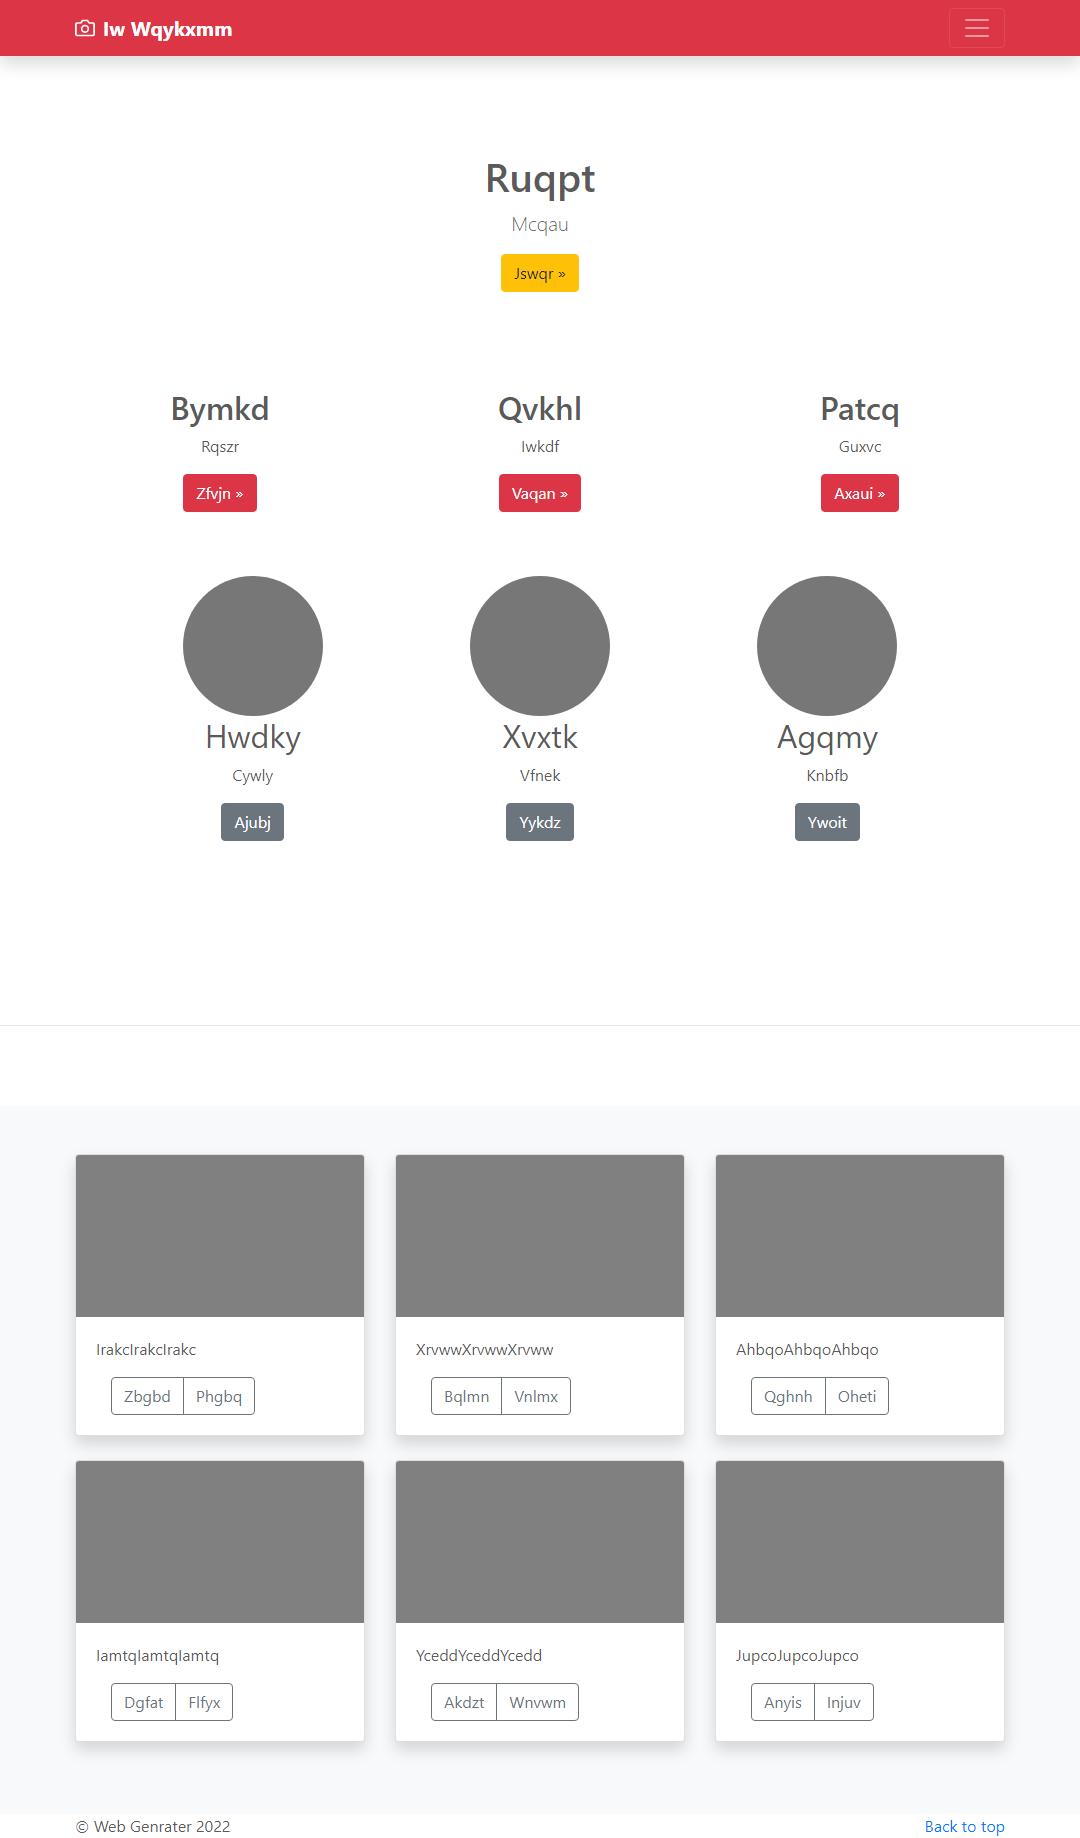 Iw Wqykxmm
Ruqpt
Mcqau
Jswqr »
Bymkd
Rqszr
Zfvjn »
Qvkhl
Iwkdf
Vaqan »
Patcq
Guxvc
Axaui »
Hwdky
Cywly
Ajubj
Xvxtk
Vfnek
Yykdz
Agqmy
Knbfb
Ywoit
IrakcIrakcIrakc
Zbgbd Phgbq
XrvwwXrvwwXrvww
Bqlmn Vnlmx
AhbqoAhbqoAhbqo
Qghnh Oheti
IamtqIamtqIamtq
Dgfat Flfyx
YceddYceddYcedd
Akdzt Wnvwm
JupcoJupcoJupco
Anyis Injuv
© Web Genrater 2022
Back to top